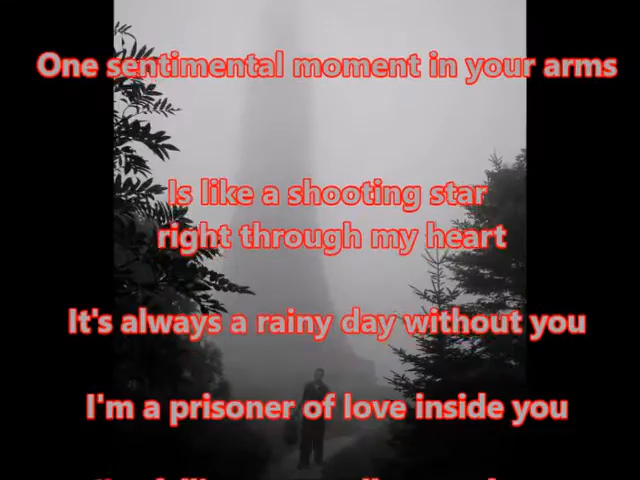 One sentimental moment in your arms
Is like a shooting star
right through my heart
It's always a rainy day without you
I'm a prisoner of love inside you